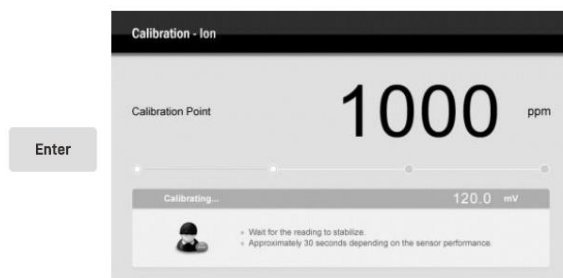 Calibration - Ion
Calibration Point 1000 ppm
Enter
Calibrating... 120.0 mV
Wait for the reading to stabilize.
Approximately 30 seconds depending on the sensor performance.